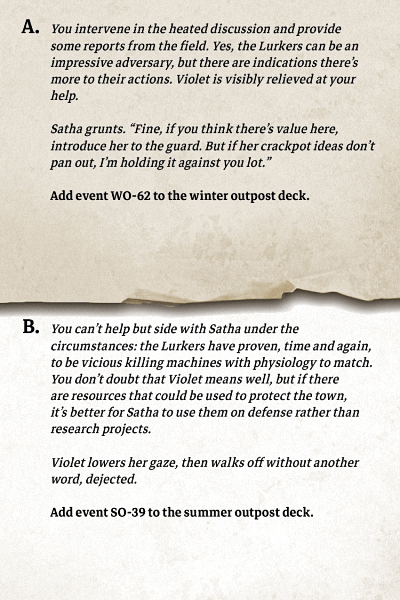 A. You intervene in the heated discussion and provide
some reports from the field. Yes, the Lurkers can be an
impressive adversary, but there are indications there’s
more to their actions. Violet is visibly relieved at your
help.
Satha grunts. “Fine, if you think there’s value here,
introduce her to the guard. But if her crackpot ideas don’t
pan out, I’m holding it against you lot.”
Add event WO-62 to the winter outpost deck.
B. You can’t help but side with Satha under the
circumstances: the Lurkers have proven, time and again,
to be vicious killing machines with physiology to match.
You don’t doubt that Violet means well, but if there
are resources that could be used to protect the town,
it’s better for Satha to use them on defense rather than
research projects.
Violet lowers her gaze, then walks off without another
word, dejected.
Add event SO-39 to the summer outpost deck.